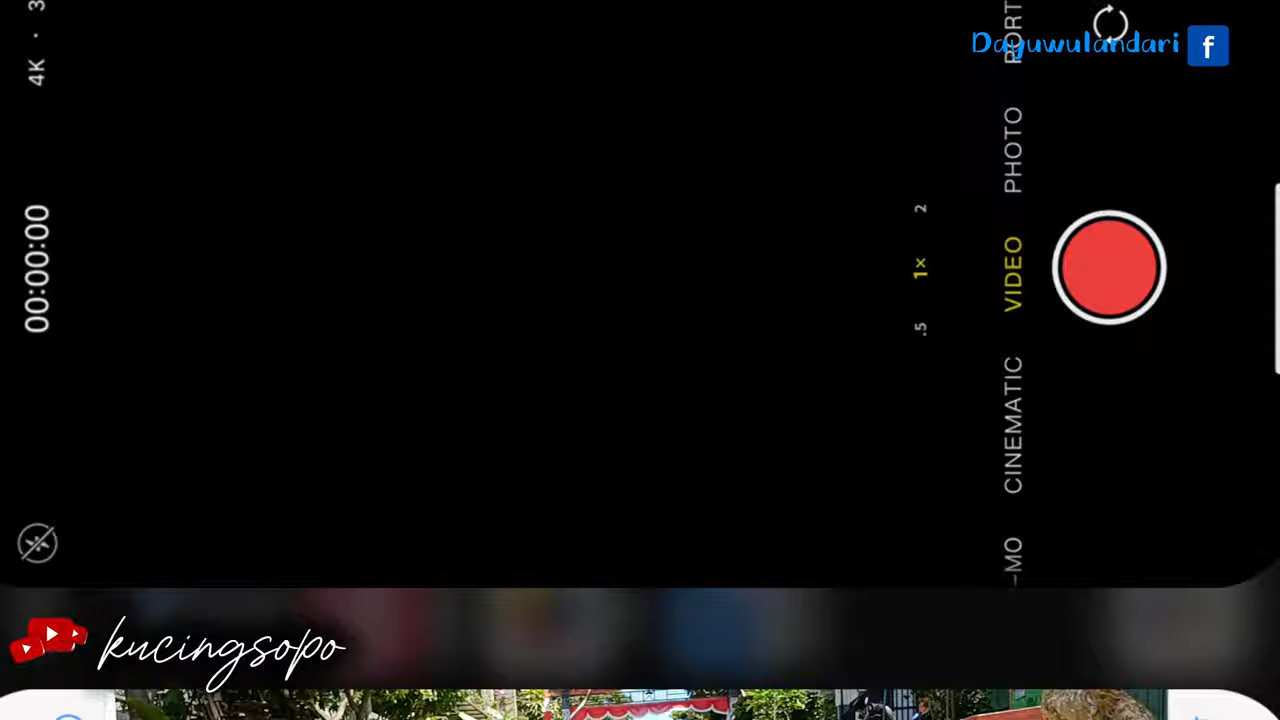 4K · 3
00:00:00
2
1×
.5
PORT
PHOTO
VIDEO
CINEMATIC
-MO
Dayuwulandari f
kucingsopo